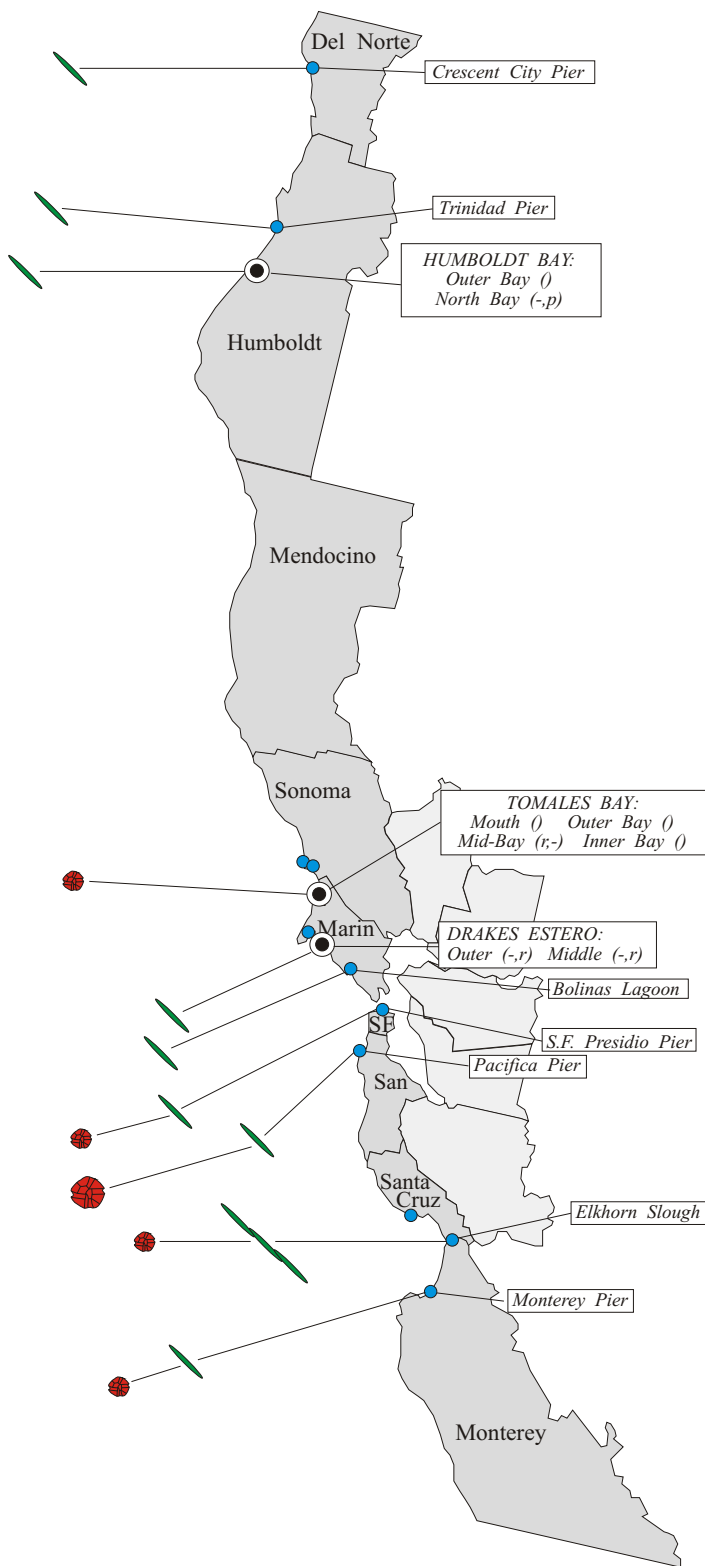 Del Norte
Crescent City Pier
Trinidad Pier
HUMBOLDT BAY:
Outer Bay ()
North Bay (-,p)
Humboldt
Mendocino
Sonoma
TOMALES BAY:
Mouth () Outer Bay ()
Mid-Bay (r,-) Inner Bay ()
Marin
DRAKES ESTERO:
Outer (-,r) Middle (-,r)
Bolinas Lagoon
SF
S.F. Presidio Pier
Pacifica Pier
San
Santa
Cruz
Elkhorn Slough
Monterey Pier
Monterey